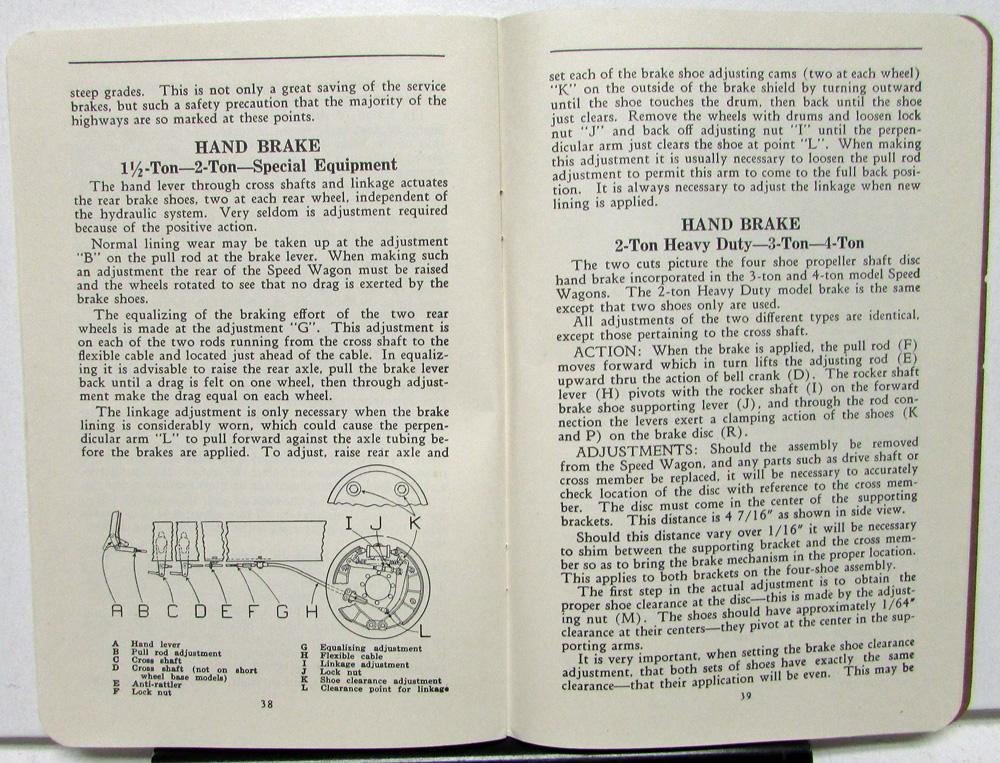 steep grades. This is not only a great saving of the service
brakes, but such a safety precaution that the majority of the
highways are so marked at these points.
HAND BRAKE
1½-Ton—2-Ton—Special Equipment
The hand lever through cross shafts and linkage actuates
the rear brake shoes, two at each rear wheel, independent of
the hydraulic system. Very seldom is adjustment required
because of the positive action.
Normal lining wear may be taken up at the adjustment
"B" on the pull rod at the brake lever. When making such
an adjustment the rear of the Speed Wagon must be raised
and the wheels rotated to see that no drag is exerted by the
brake shoes.
The equalizing of the braking effort of the two rear
wheels is made at the adjustment "G". This adjustment is
on each of the two rods running from the cross shaft to the
flexible cable and located just ahead of the cable. In equaliz-
ing it is advisable to raise the rear axle, pull the brake lever
back until a drag is felt on one wheel, then through adjust-
ment make the drag equal on each wheel.
The linkage adjustment is only necessary when the brake
lining is considerably worn, which could cause the perpen-
dicular arm "L" to pull forward against the axle tubing be-
fore the brakes are applied. To adjust, raise rear axle and
I J K
A B C D E F G H
L
A Hand lever
B Pull rod adjustment
C Cross shaft
D Cross shaft (not on short
wheel base models)
E Anti-rattler
F Lock nut
G Equalizing adjustment
H Flexible cable
I Linkage adjustment
J Lock nut
K Shoe clearance adjustment
L Clearance point for linkage
38
set each of the brake shoe adjusting cams (two at each wheel)
"K" on the outside of the brake shield by turning outward
until the shoe touches the drum, then back until the shoe
just clears. Remove the wheels with drums and loosen lock
nut "J" and back off adjusting nut "I" until the perpen-
dicular arm just clears the shoe at point "L". When making
this adjustment it is usually necessary to loosen the pull rod
adjustment to permit this arm to come to the full back posi-
tion. It is always necessary to adjust the linkage when new
lining is applied.
HAND BRAKE
2-Ton Heavy Duty—3-Ton—4-Ton
The two cuts picture the four shoe propeller shaft disc
hand brake incorporated in the 3-ton and 4-ton model Speed
Wagons. The 2-ton Heavy Duty model brake is the same
except that two shoes only are used.
All adjustments of the two different types are identical,
except those pertaining to the cross shaft.
ACTION: When the brake is applied, the pull rod (F)
moves forward which in turn lifts the adjusting rod (E)
upward thru the action of bell crank (D). The rocker shaft
lever (H) pivots with the rocker shaft (I) on the forward
brake shoe supporting lever (J), and through the rod con-
nection the levers exert a clamping action of the shoes (K
and P) on the brake disc (R).
ADJUSTMENTS: Should the assembly be removed
from the Speed Wagon, and any parts such as drive shaft or
cross member be replaced, it will be necessary to accurately
check location of the disc with reference to the cross mem-
ber. The disc must come in the center of the supporting
brackets. This distance is 4 7/16" as shown in side view.
Should this distance vary over 1/16" it will be necessary
to shim between the supporting bracket and the cross mem-
ber so as to bring the brake mechanism in the proper location.
This applies to both brackets on the four-shoe assembly.
The first step in the actual adjustment is to obtain the
proper shoe clearance at the disc—this is made by the adjust-
ing nut (M). The shoes should have approximately 1/64"
clearance at their centers—they pivot at the center in the sup-
porting arms.
It is very important, when setting the brake shoe clearance
adjustment, that both sets of shoes have exactly the same
clearance—that their application will be even. This may be
39